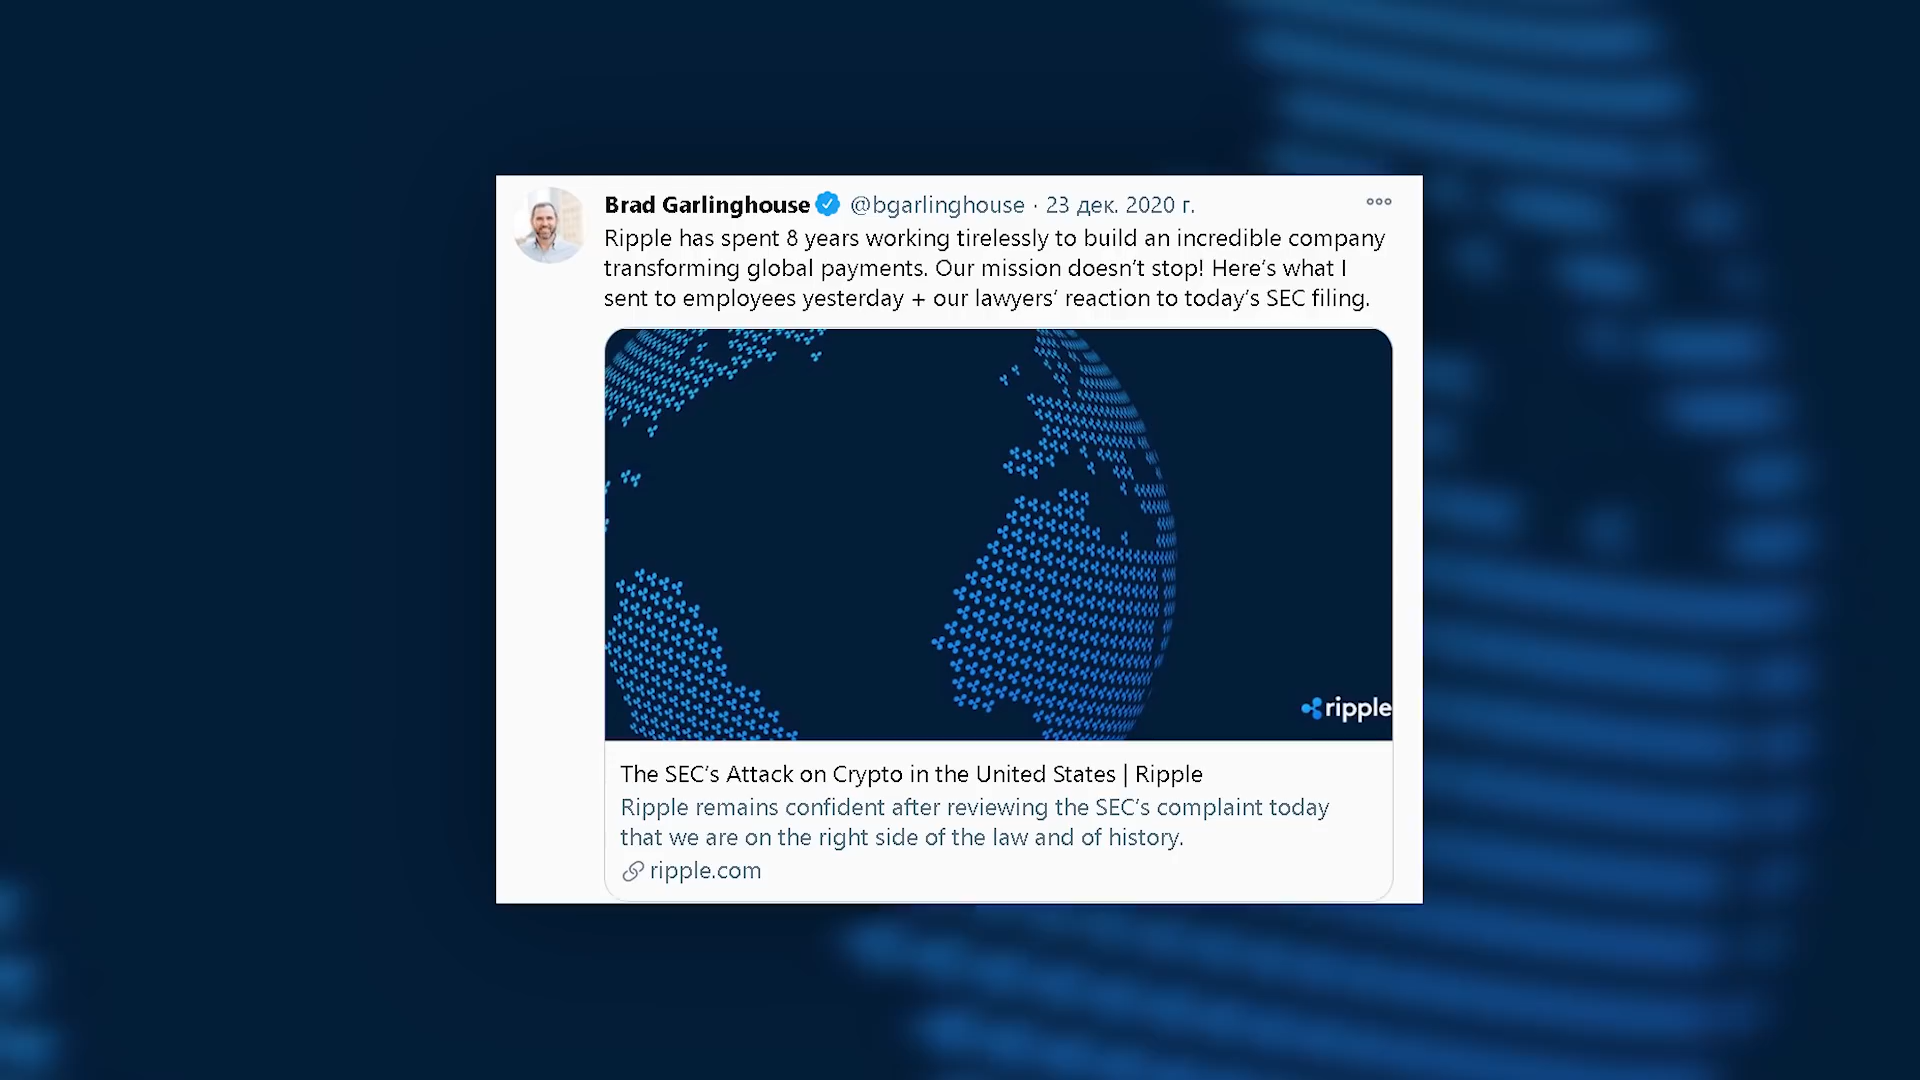 Brad Garlinghouse @bgarlinghouse · 23 дек. 2020 г.
Ripple has spent 8 years working tirelessly to build an incredible company
transforming global payments. Our mission doesn’t stop! Here’s what I
sent to employees yesterday + our lawyers’ reaction to today’s SEC filing.
ripple
The SEC’s Attack on Crypto in the United States | Ripple
Ripple remains confident after reviewing the SEC’s complaint today
that we are on the right side of the law and of history.
ripple.com